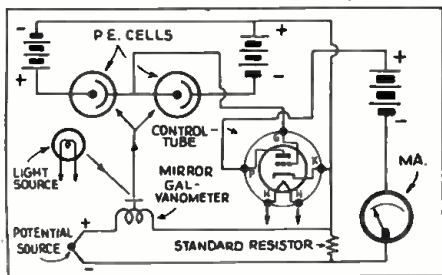 P.E. CELLS
- + + -
+ - + -
CONTROL-
TUBE
LIGHT
SOURCE
MIRROR
GAL-
VANOMETER
G
P K
H H
MA.
POTENTIAL
SOURCE
+
-
STANDARD RESISTOR